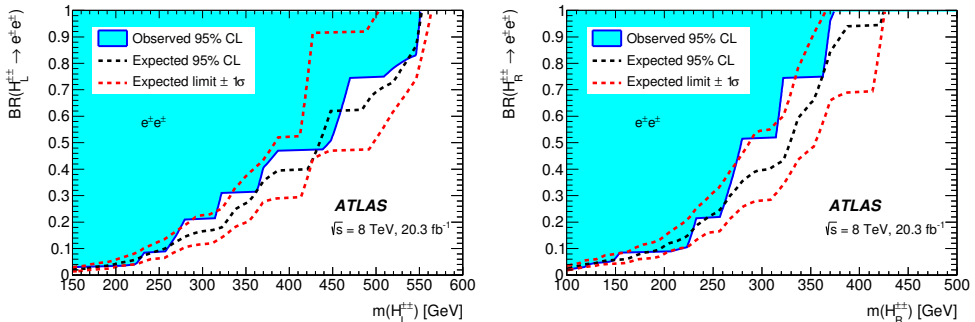 BR(H_L^{±±} → e^±e^±)
1
0.9
0.8
0.7
0.6
0.5
0.4
0.3
0.2
0.1
0
Observed 95% CL
Expected 95% CL
Expected limit ± 1σ
e^±e^±
ATLAS
√s = 8 TeV, 20.3 fb^{-1}
150 200 250 300 350 400 450 500 550 600
m(H_L^{±±}) [GeV]
BR(H_R^{±±} → e^±e^±)
1
0.9
0.8
0.7
0.6
0.5
0.4
0.3
0.2
0.1
0
Observed 95% CL
Expected 95% CL
Expected limit ± 1σ
e^±e^±
ATLAS
√s = 8 TeV, 20.3 fb^{-1}
100 150 200 250 300 350 400 450 500
m(H_R^{±±}) [GeV]